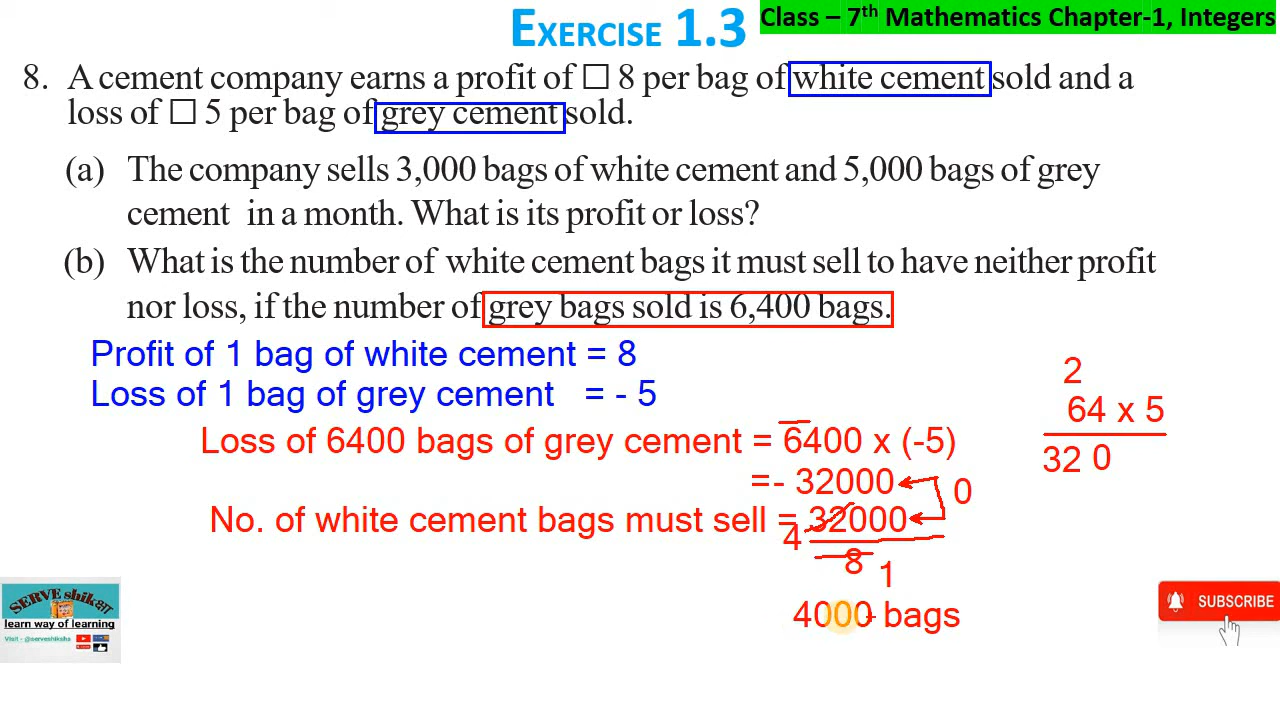 EXERCISE 1.3
Class – 7th Mathematics Chapter-1, Integers
8. A cement company earns a profit of □ 8 per bag of white cement sold and a
loss of □ 5 per bag of grey cement sold.
(a) The company sells 3,000 bags of white cement and 5,000 bags of grey
cement in a month. What is its profit or loss?
(b) What is the number of white cement bags it must sell to have neither profit
nor loss, if the number of grey bags sold is 6,400 bags.
Profit of 1 bag of white cement = 8
Loss of 1 bag of grey cement = - 5
2
64 x 5
32 0
Loss of 6400 bags of grey cement = 6400 x (-5)
=- 32000
0
No. of white cement bags must sell = 32000
4
8 1
4000 bags
SERVE shiक्षा
learn way of learning
Visit - @serveshiksha
SUBSCRIBE